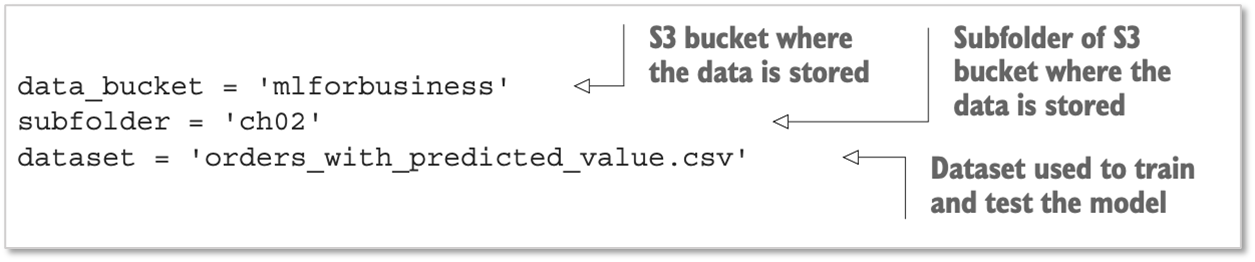 data_bucket = 'mlforbusiness'
subfolder = 'ch02'
dataset = 'orders_with_predicted_value.csv'
S3 bucket where
the data is stored
Subfolder of S3
bucket where the
data is stored
Dataset used to train
and test the model